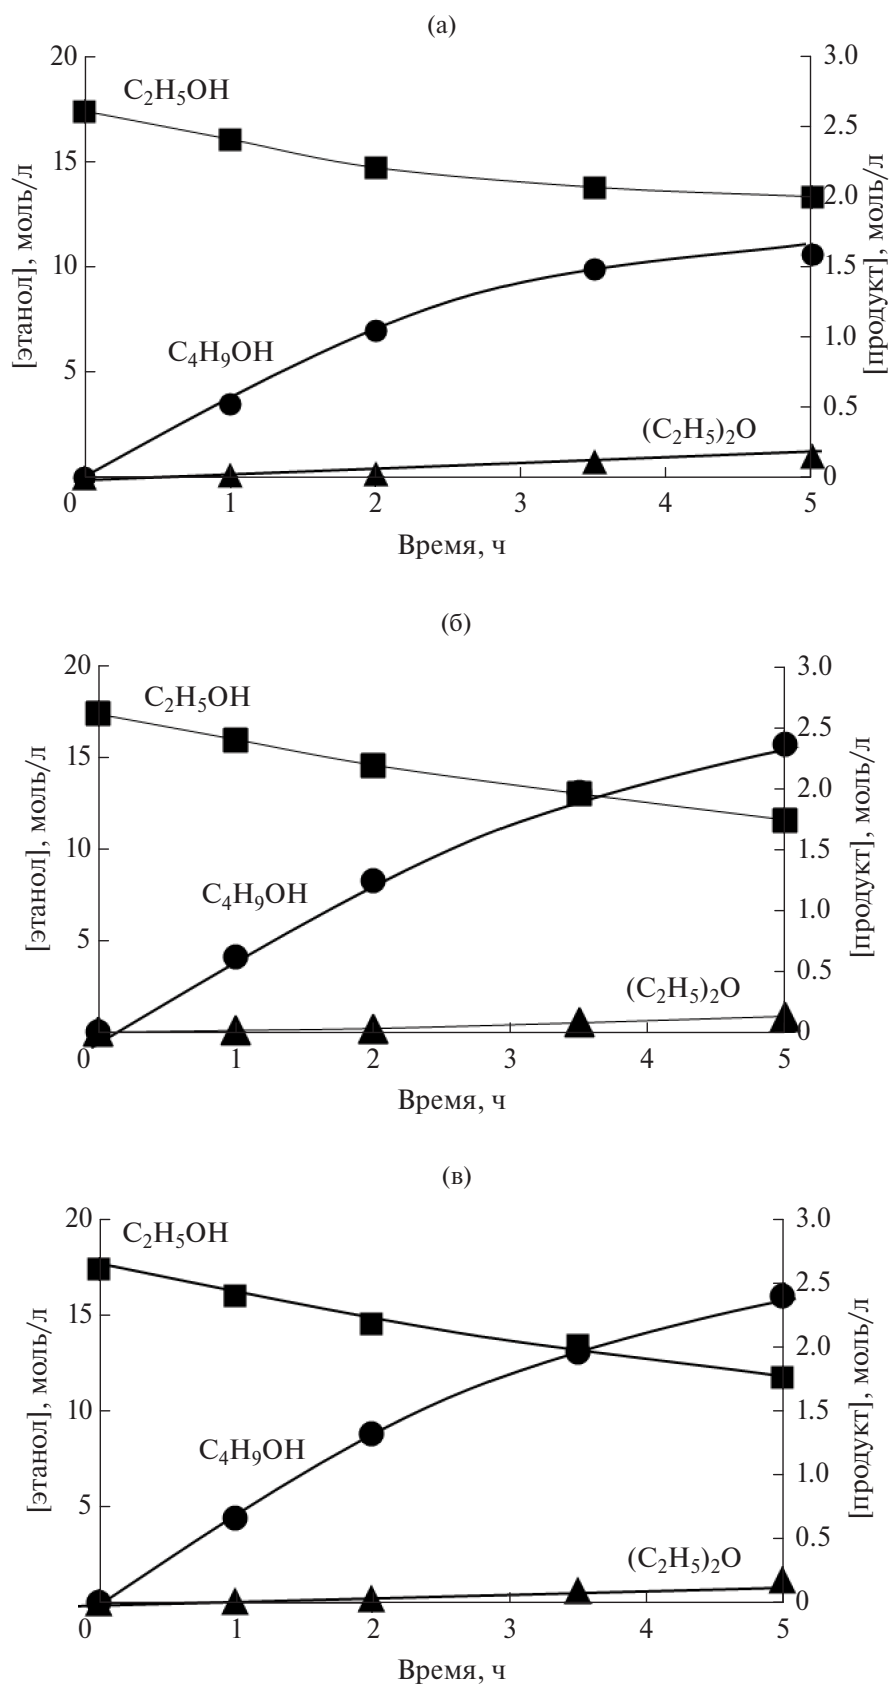 (а)
20
15
10
5
0
[этанол], моль/л
C₂H₅OH
C₄H₉OH
(C₂H₅)₂O
3.0
2.5
2.0
1.5
1.0
0.5
0
[продукт], моль/л
1 2 3 4 5
Время, ч
(б)
20
15
10
5
0
[этанол], моль/л
C₂H₅OH
C₄H₉OH
(C₂H₅)₂O
3.0
2.5
2.0
1.5
1.0
0.5
0
[продукт], моль/л
1 2 3 4 5
Время, ч
(в)
20
15
10
5
0
[этанол], моль/л
C₂H₅OH
C₄H₉OH
(C₂H₅)₂O
3.0
2.5
2.0
1.5
1.0
0.5
0
[продукт], моль/л
1 2 3 4 5
Время, ч